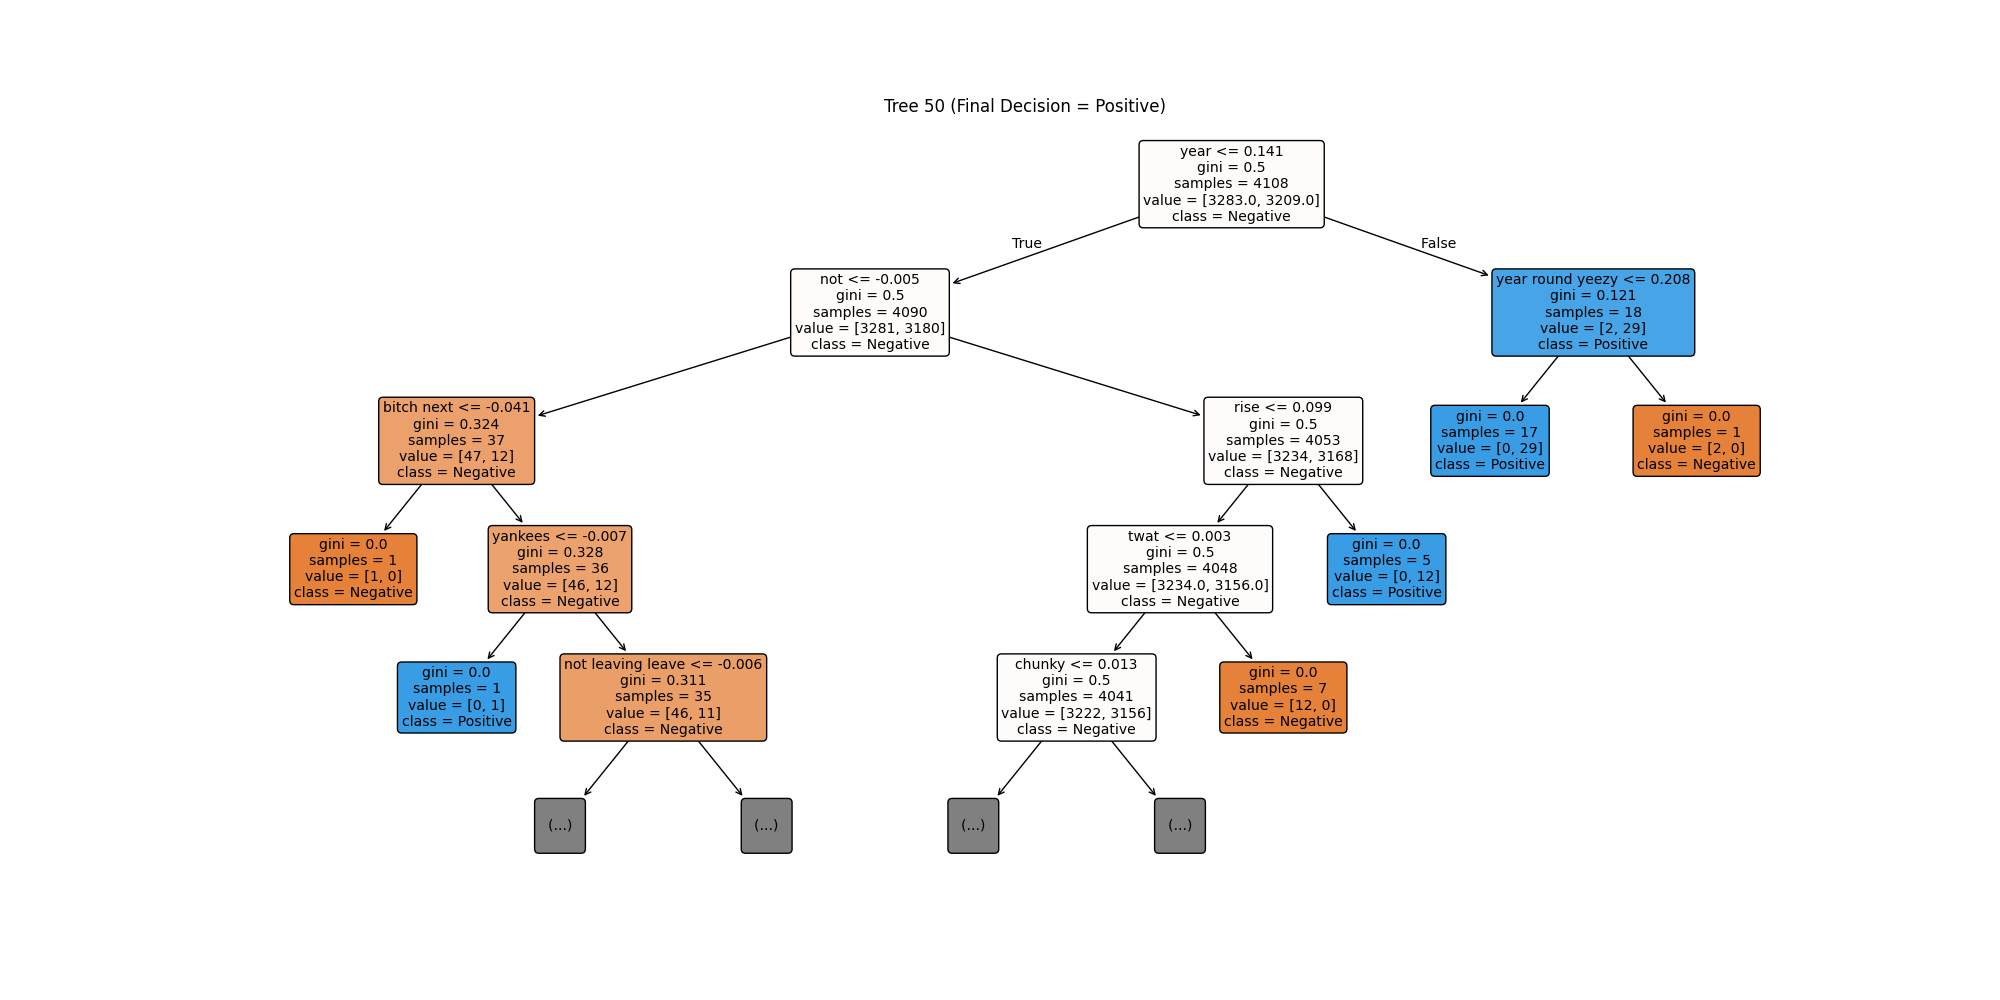 Tree 50 (Final Decision = Positive)
year <= 0.141
gini = 0.5
samples = 4108
value = [3283.0, 3209.0]
class = Negative
True
False
not <= -0.005
gini = 0.5
samples = 4090
value = [3281, 3180]
class = Negative
year round yeezy <= 0.208
gini = 0.121
samples = 18
value = [2, 29]
class = Positive
bitch next <= -0.041
gini = 0.324
samples = 37
value = [47, 12]
class = Negative
rise <= 0.099
gini = 0.5
samples = 4053
value = [3234, 3168]
class = Negative
gini = 0.0
samples = 17
value = [0, 29]
class = Positive
gini = 0.0
samples = 1
value = [2, 0]
class = Negative
gini = 0.0
samples = 1
value = [1, 0]
class = Negative
yankees <= -0.007
gini = 0.328
samples = 36
value = [46, 12]
class = Negative
twat <= 0.003
gini = 0.5
samples = 4048
value = [3234.0, 3156.0]
class = Negative
gini = 0.0
samples = 5
value = [0, 12]
class = Positive
gini = 0.0
samples = 1
value = [0, 1]
class = Positive
not leaving leave <= -0.006
gini = 0.311
samples = 35
value = [46, 11]
class = Negative
chunky <= 0.013
gini = 0.5
samples = 4041
value = [3222, 3156]
class = Negative
gini = 0.0
samples = 7
value = [12, 0]
class = Negative
(...)
(...)
(...)
(...)